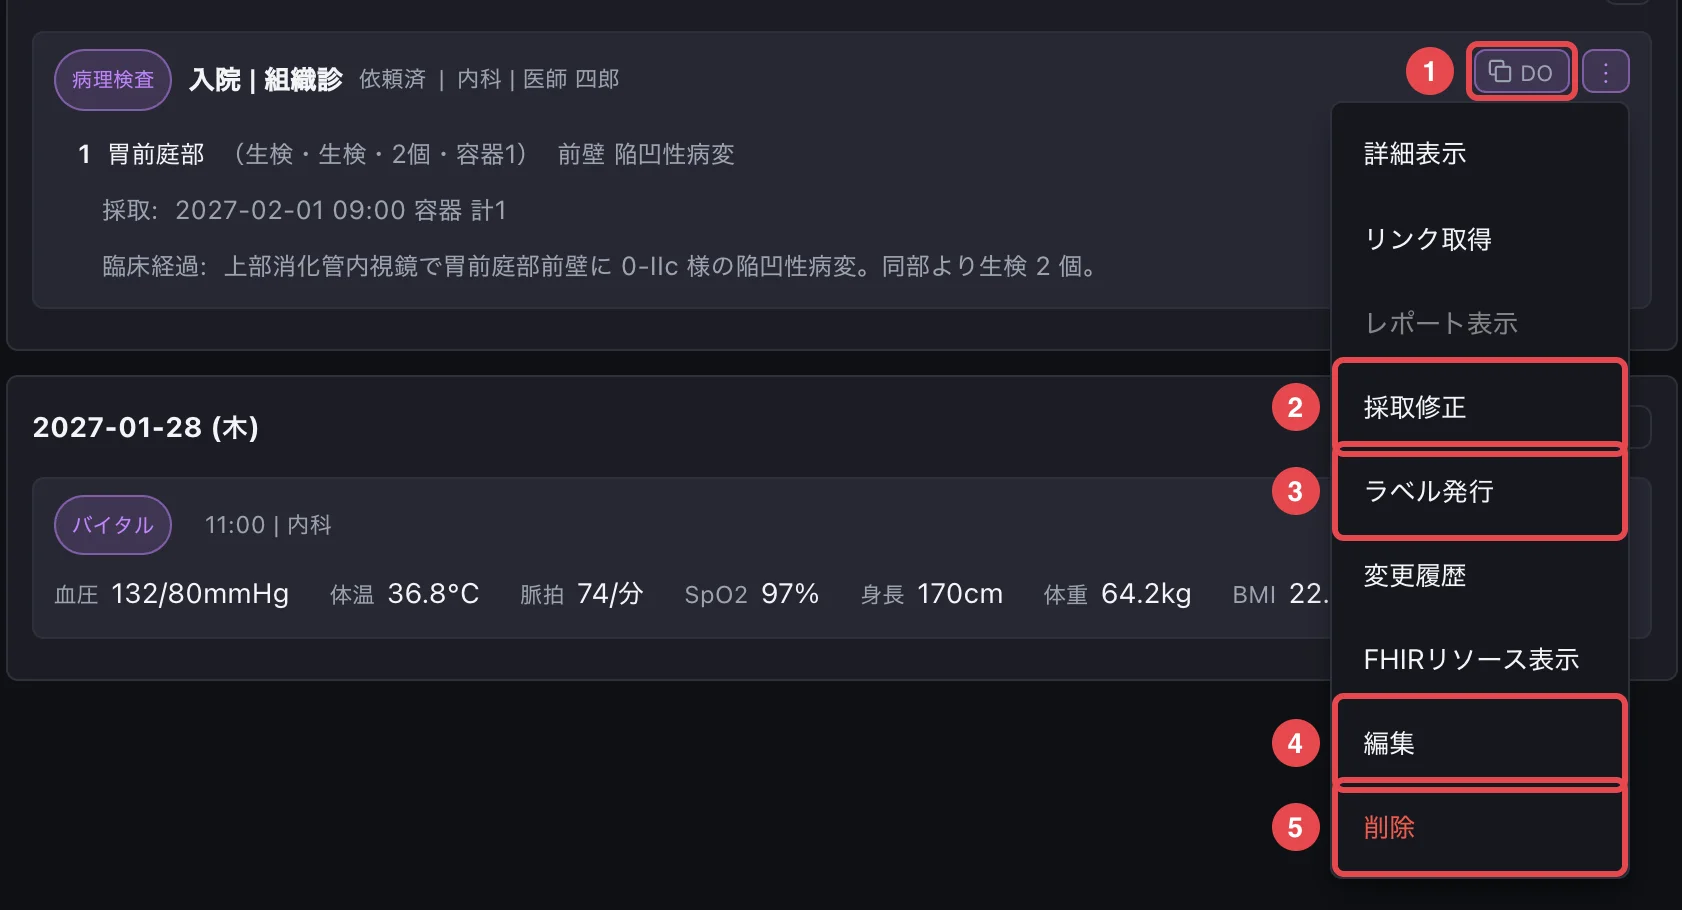 病理検査 入院 | 組織診 依頼済 | 内科 | 医師 四郎
1 DO ⋮
1 胃前庭部 (生検・生検・2個・容器1) 前壁 陥凹性病変
採取: 2027-02-01 09:00 容器 計1
臨床経過: 上部消化管内視鏡で胃前庭部前壁に 0-IIc 様の陥凹性病変。同部より生検 2 個。
詳細表示
リンク取得
レポート表示
2 採取修正
3 ラベル発行
変更履歴
FHIRリソース表示
4 編集
5 削除
2027-01-28 (木)
バイタル 11:00 | 内科
血圧 132/80mmHg 体温 36.8°C 脈拍 74/分 SpO2 97% 身長 170cm 体重 64.2kg BMI 22.